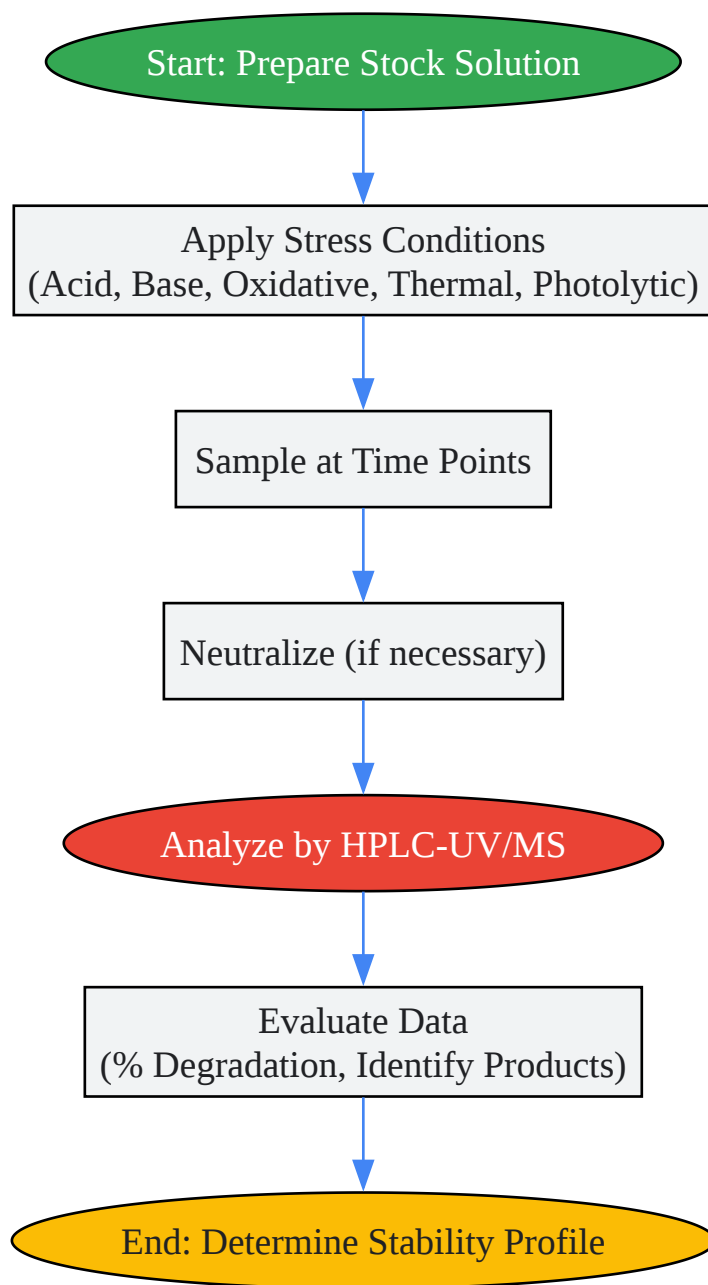 Start: Prepare Stock Solution
Apply Stress Conditions
(Acid, Base, Oxidative, Thermal, Photolytic)
Sample at Time Points
Neutralize (if necessary)
Analyze by HPLC-UV/MS
Evaluate Data
(% Degradation, Identify Products)
End: Determine Stability Profile